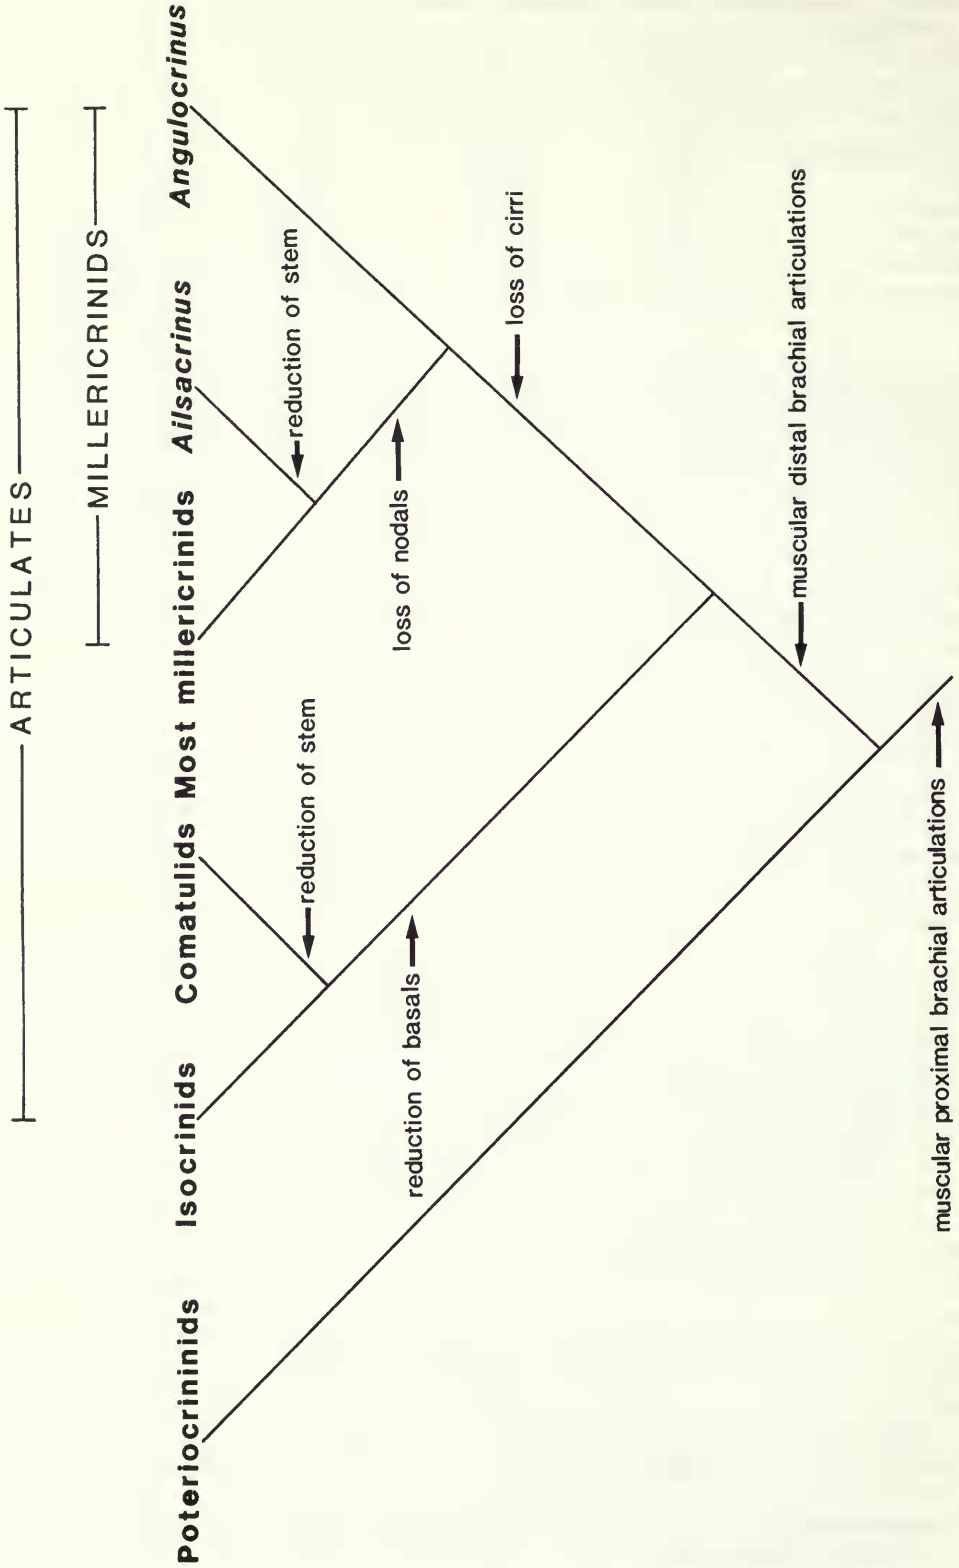 ARTICULATES
MILLERICRINIDS
Poteriocrininids Isocrinids Comatulids Most millericrinids Ailsacrinus Angulocrinus
reduction of stem
reduction of stem
loss of nodals
loss of cirri
reduction of basals
muscular distal brachial articulations
muscular proximal brachial articulations